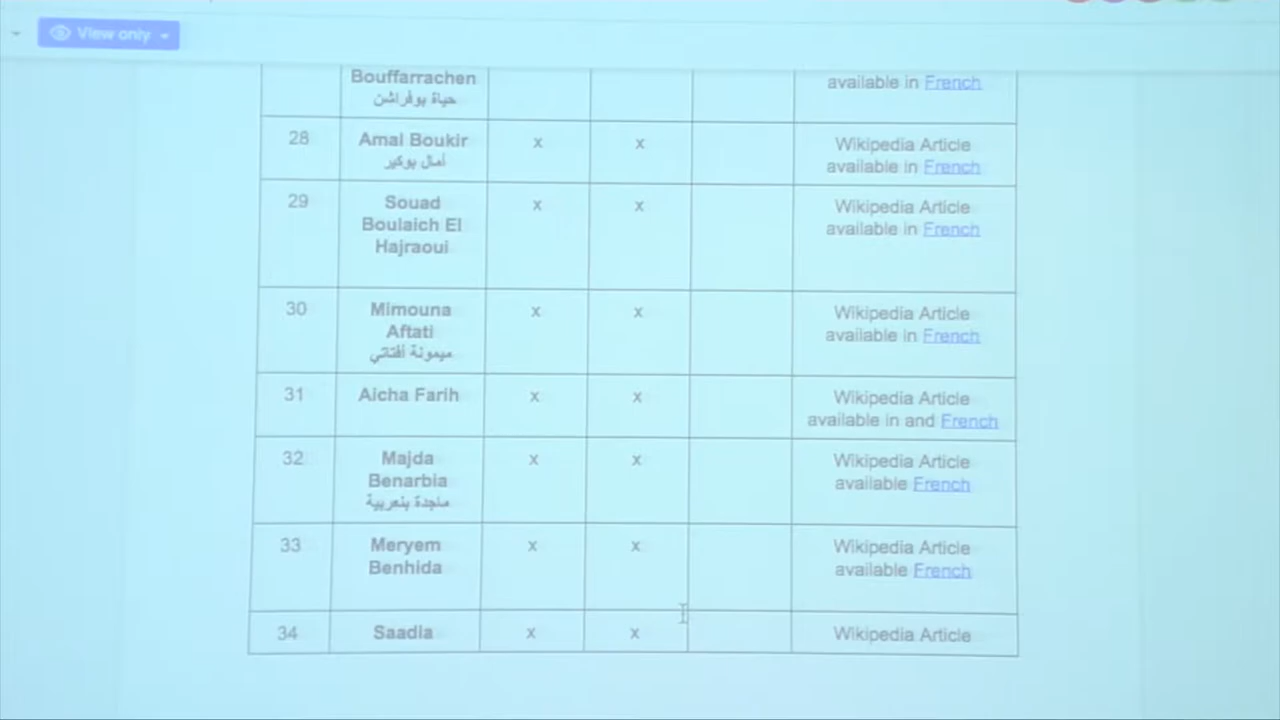 View only
Bouffarrachen
حياة بوفراشن
x
available in French
28
Amal Boukir
أمال بوكير
x
x
Wikipedia Article
available in French
29
Souad
Boulaich El
Hajraoui
x
x
Wikipedia Article
available in French
30
Mimouna
Aftati
ميمونة أفتاتي
x
x
Wikipedia Article
available in French
31
Aicha Farih
x
x
Wikipedia Article
available in and French
32
Majda
Benarbia
ماجدة بنعربية
x
x
Wikipedia Article
available French
33
Meryem
Benhida
x
x
Wikipedia Article
available French
34
Saadia
x
x
Wikipedia Article